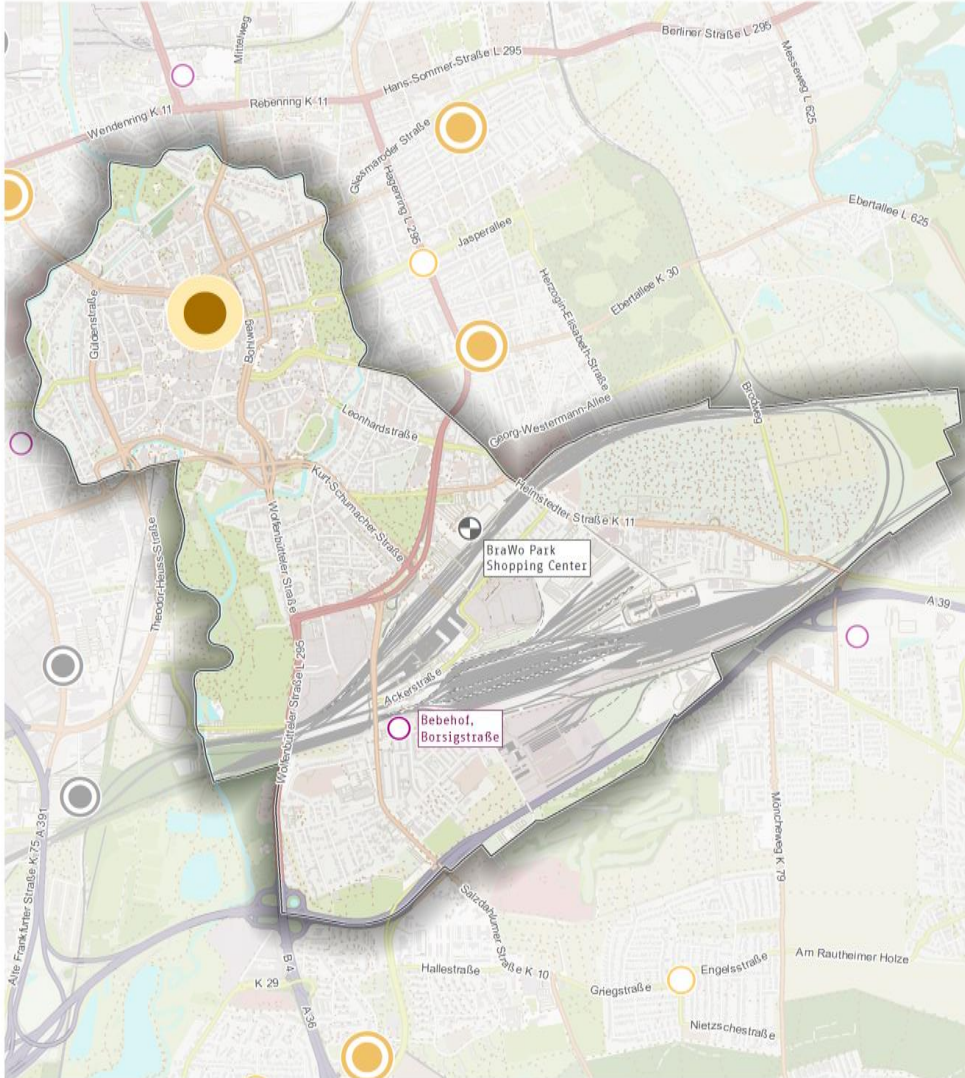 Berliner Straße L 295
Mittelweg
Hans-Sommer-Straße L 295
Messeweg L 625
Rebenring K 11
Wendenring K 11
Gliesmaroder Straße
Hagenring L 295
Ebertallee L 625
Jasperallee
Herzogin-Elisabeth-Straße
Ebertallee K 30
Güldenstraße
Bohlweg
Brodweg
Georg-Westermann-Allee
Leonhardstraße
Kurt-Schumacher-Straße
Helmstedter Straße K 11
Wolfenbütteler Straße
Theodor-Heuss-Straße
BraWo Park
Shopping Center
A 39
Ackerstraße
Wolfenbütteler Straße L 295
Bebelhof,
Borsigstraße
Möncheweg K 79
Alte Frankfurter Straße K 75
A 391
Salzdahlumer Straße K 10
B 4
A 36
K 29
Hallestraße
Griegstraße
Engelsstraße
Am Rautheimer Holze
Nietzschestraße